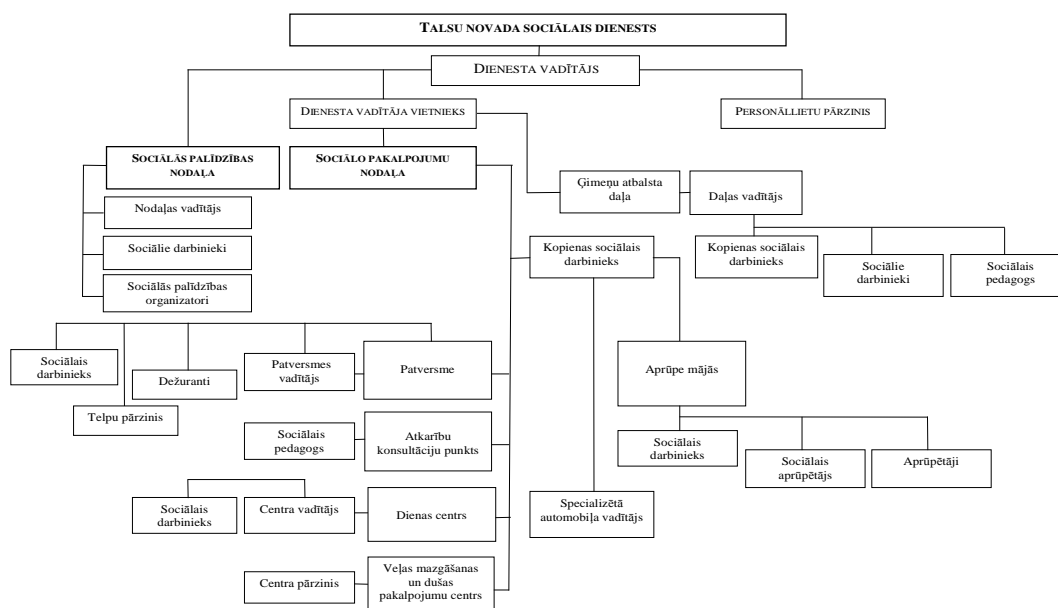 TALSU NOVADA SOCIĀLAIS DIENESTS
DIENESTA VADĪTĀJS
DIENESTA VADĪTĀJA VIETNIEKS
PERSONĀLLIETU PĀRZINIS
SOCIĀLĀS PALĪDZĪBAS
NODAĻA
SOCIĀLO PAKALPOJUMU
NODAĻA
Ģimeņu atbalsta
daļa
Daļas vadītājs
Nodaļas vadītājs
Sociālie darbinieki
Sociālās palīdzības
organizatori
Kopienas sociālais
darbinieks
Kopienas sociālais
darbinieks
Sociālie
darbinieki
Sociālais
pedagogs
Sociālais
darbinieks
Telpu pārzinis
Dežuranti
Patversmes
vadītājs
Patversme
Aprūpe mājās
Sociālais
pedagogs
Atkarību
konsultāciju punkts
Sociālais
darbinieks
Sociālais
aprūpētājs
Aprūpētāji
Sociālais
darbinieks
Centra vadītājs
Dienas centrs
Specializētā
automobiļa vadītājs
Centra pārzinis
Veļas mazgāšanas
un dušas
pakalpojumu centrs